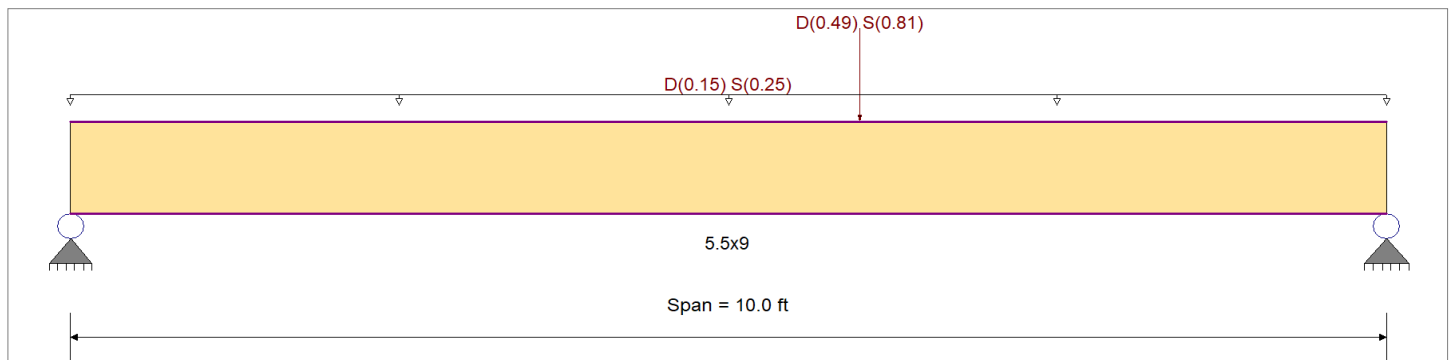 D(0.49) S(0.81)
D(0.15) S(0.25)
5.5x9
Span = 10.0 ft